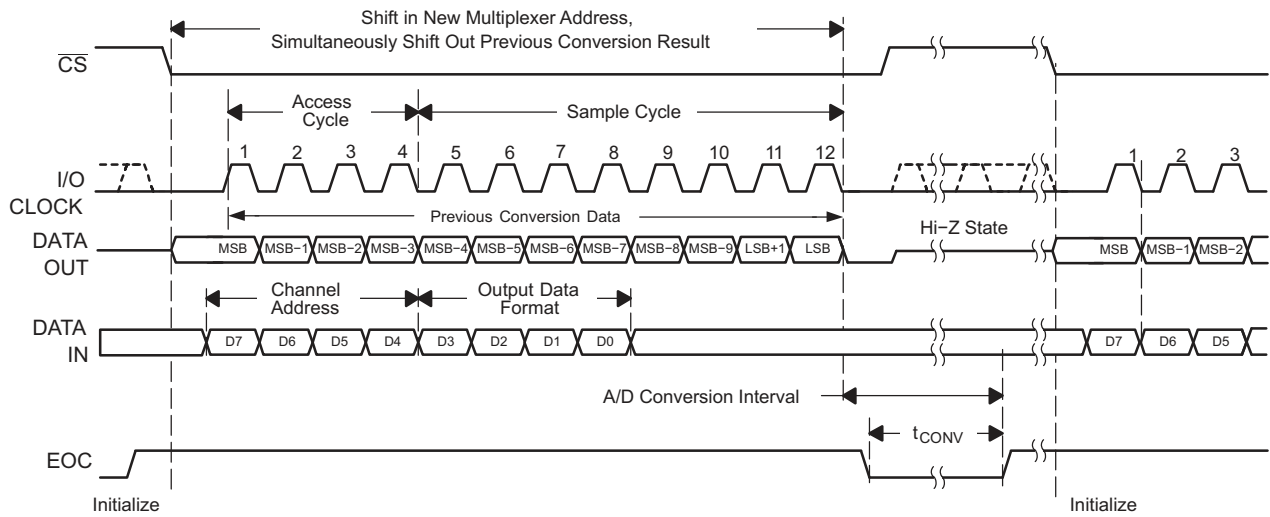 Shift in New Multiplexer Address,
Simultaneously Shift Out Previous Conversion Result
CS
Access
Cycle
Sample Cycle
1 2 3 4 5 6 7 8 9 10 11 12 1 2 3
I/O
CLOCK
Previous Conversion Data
DATA
OUT
MSB MSB−1 MSB−2 MSB−3 MSB−4 MSB−5 MSB−6 MSB−7 MSB−8 MSB−9 LSB+1 LSB
Hi−Z State
MSB MSB−1 MSB−2
Channel
Address
Output Data
Format
DATA
IN
D7 D6 D5 D4 D3 D2 D1 D0 D7 D6 D5
A/D Conversion Interval
tCONV
EOC
Initialize Initialize